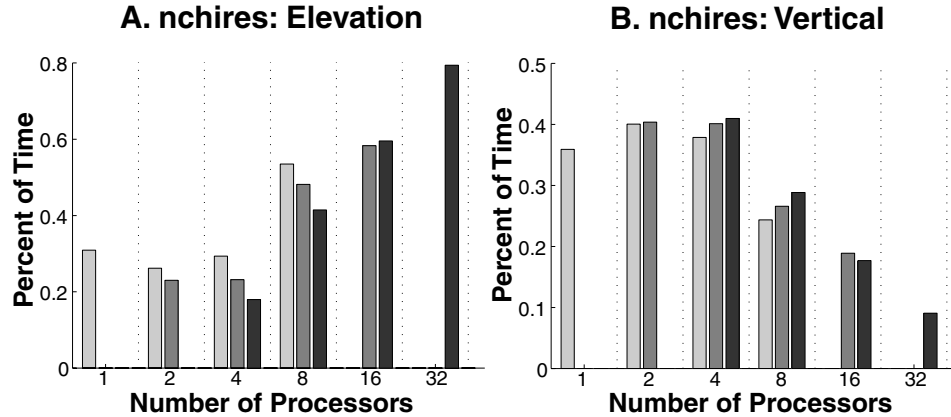 A. nchires: Elevation
0.8
0.6
0.4
0.2
0
Percent of Time
1 2 4 8 16 32
Number of Processors
B. nchires: Vertical
0.5
0.4
0.3
0.2
0.1
0
Percent of Time
1 2 4 8 16 32
Number of Processors